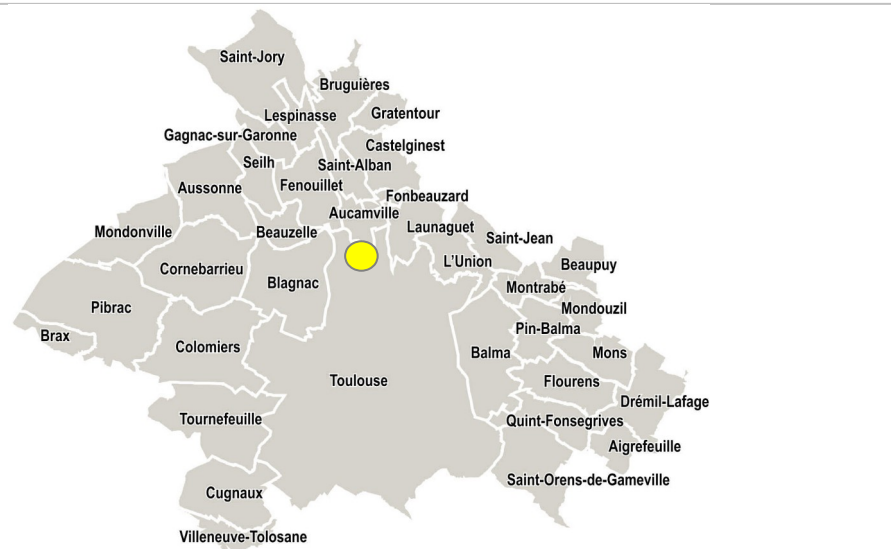 Saint-Jory
Bruguières
Lespinasse
Gratentour
Gagnac-sur-Garonne
Castelginest
Seilh
Saint-Alban
Aussonne
Fenouillet
Fonbeauzard
Aucamville
Launaguet
Mondonville
Beauzelle
Saint-Jean
L'Union
Beaupuy
Cornebarrieu
Blagnac
Montrabé
Pibrac
Mondouzil
Pin-Balma
Brax
Colomiers
Balma
Mons
Toulouse
Flourens
Drémil-Lafage
Tournefeuille
Quint-Fonsegrives
Aigrefeuille
Saint-Orens-de-Gameville
Cugnaux
Villeneuve-Tolosane